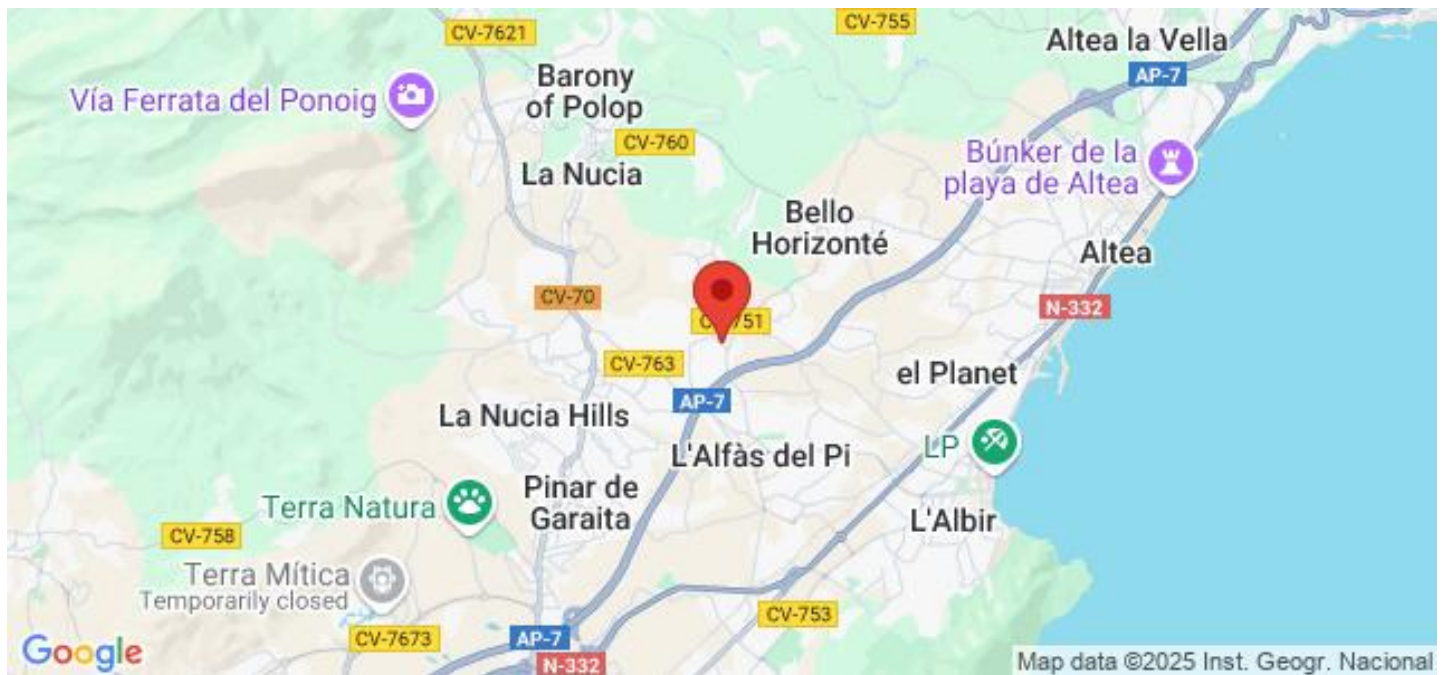 CV-7621
CV-755
Altea la Vella
AP-7
Barony
of Polop
Vía Ferrata del Ponoig
CV-760
La Nucia
Búnker de la
playa de Altea
Bello
Horizonté
Altea
CV-70
N-332
CV-763
el Planet
AP-7
La Nucia Hills
L'Alfàs del Pi
LP
Pinar de
Garaita
Terra Natura
L'Albir
CV-758
Terra Mítica
Temporarily closed
CV-753
CV-7673
AP-7
N-332
Google
Map data ©2025 Inst. Geogr. Nacional